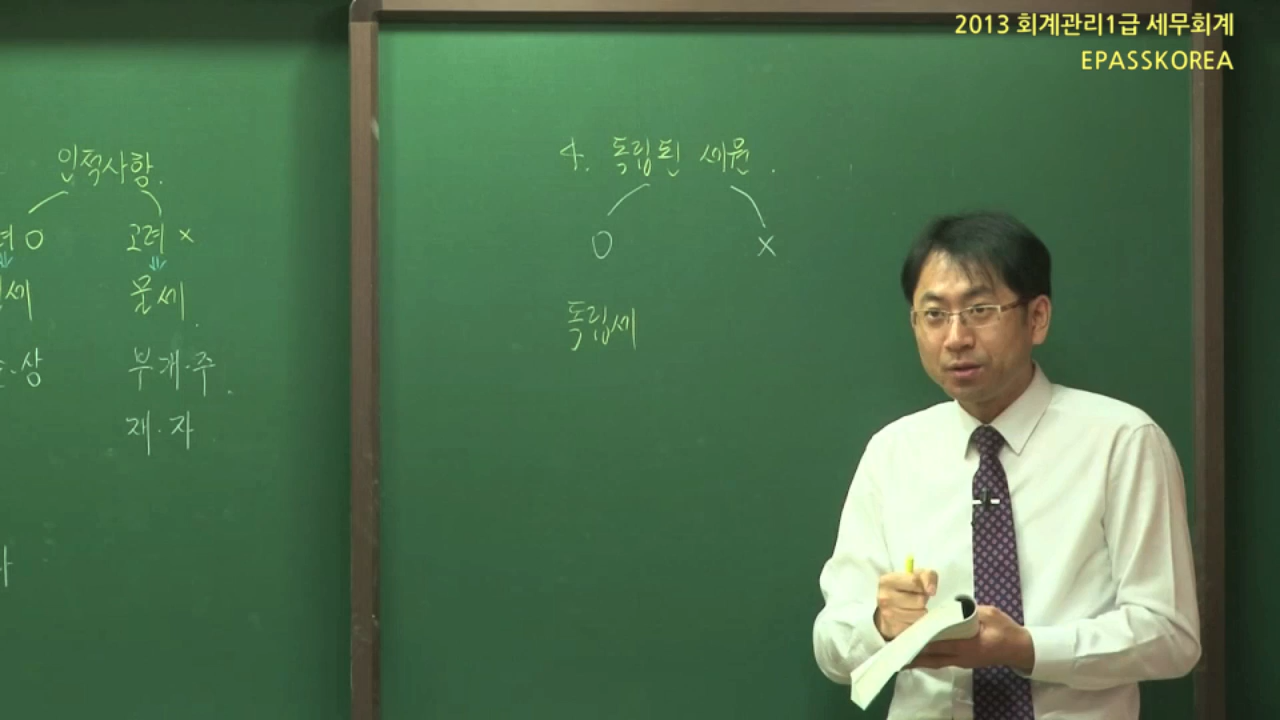 2013 회계관리1급 세무회계
EPASSKOREA
인적사항.
O 고려 x
물세.
상 부·개·주.
재·자
4. 독립된 세원.
O x
독립세